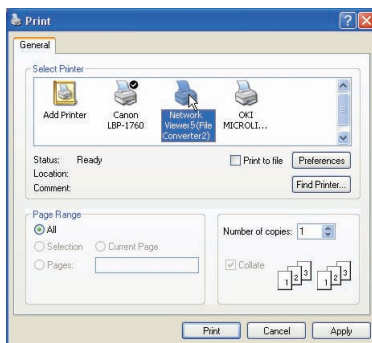 Print
General
Select Printer
Add Printer
Canon
LBP-1760
Network
Viewer5(File
Converter2)
OKI
MICROLI...
Status: Ready
Location:
Comment:
Print to file
Preferences
Find Printer...
Page Range
All
Selection
Current Page
Pages:
Number of copies: 1
Collate
1 2 3
1 2 3
Print
Cancel
Apply